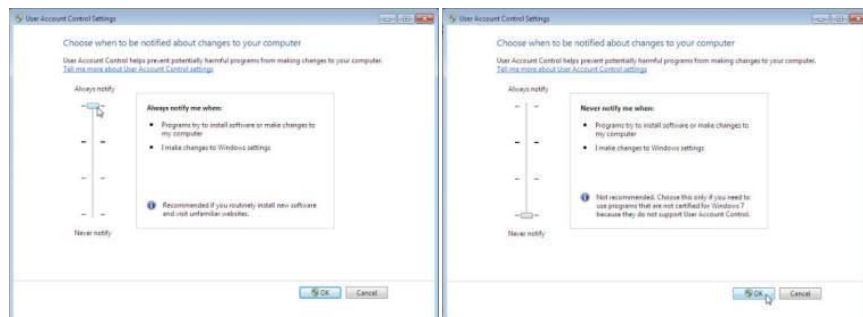 User Account Control Settings
Choose when to be notified about changes to your computer
User Account Control helps prevent potentially harmful programs from making changes to your computer.
Tell me more about User Account Control settings
Always notify
Always notify me when:
Programs try to install software or make changes to
my computer
I make changes to Windows settings
Recommended if you routinely install new software
and visit unfamiliar websites.
Never notify
OK
Cancel
User Account Control Settings
Choose when to be notified about changes to your computer
User Account Control helps prevent potentially harmful programs from making changes to your computer.
Tell me more about User Account Control settings
Always notify
Never notify me when:
Programs try to install software or make changes to
my computer
I make changes to Windows settings
Not recommended. Choose this only if you need to
use programs that are not certified for Windows 7
because they do not support User Account Control.
Never notify
OK
Cancel